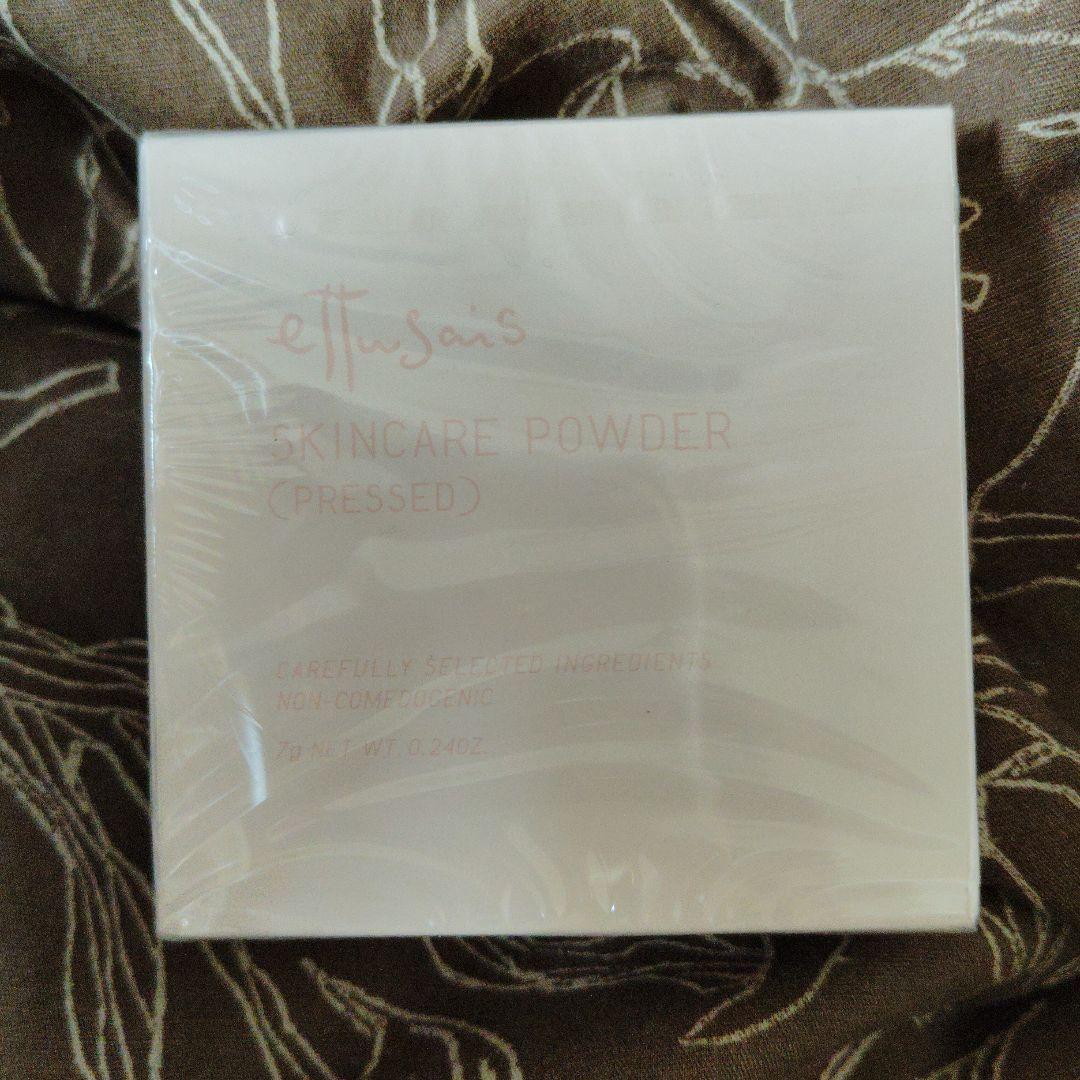 ettusais
SKINCARE POWDER
(PRESSED)
CAREFULLY SELECTED INGREDIENTS
NON-COMEDOGENIC
7g NET WT. 0.24OZ.